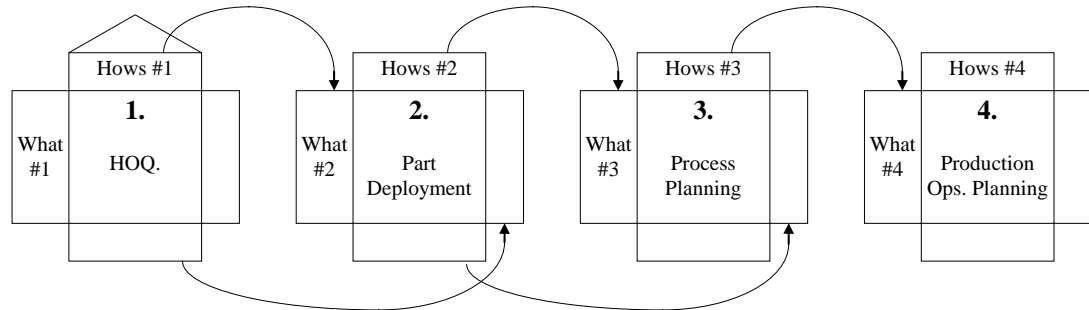 Hows #1
1.
What
#1
HOQ.
Hows #2
2.
What
#2
Part
Deployment
Hows #3
3.
What
#3
Process
Planning
Hows #4
4.
What
#4
Production
Ops. Planning